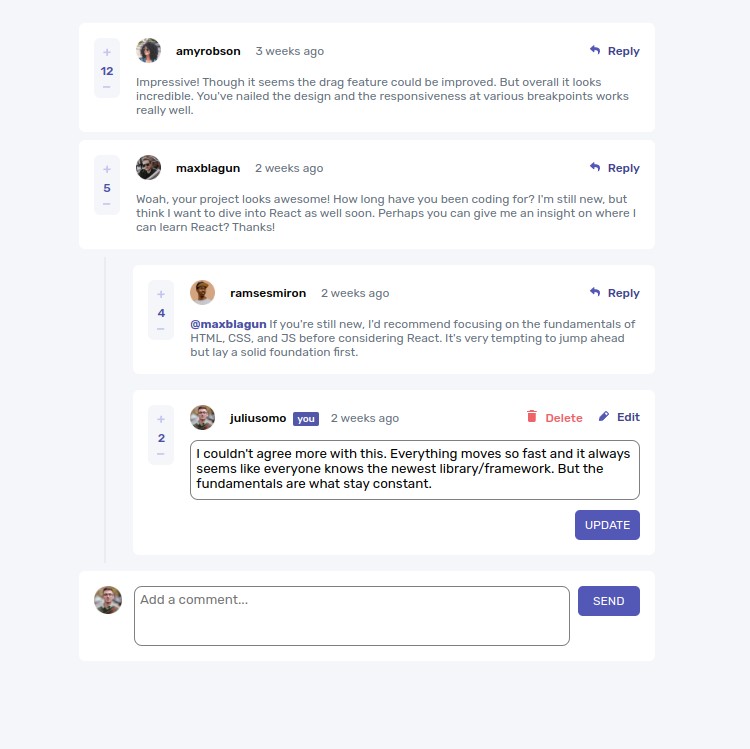 +
12
−
amyrobson 3 weeks ago Reply
Impressive! Though it seems the drag feature could be improved. But overall it looks
incredible. You've nailed the design and the responsiveness at various breakpoints works
really well.
+
5
−
maxblagun 2 weeks ago Reply
Woah, your project looks awesome! How long have you been coding for? I'm still new, but
think I want to dive into React as well soon. Perhaps you can give me an insight on where I
can learn React? Thanks!
+
4
−
ramsesmiron 2 weeks ago Reply
@maxblagun If you're still new, I'd recommend focusing on the fundamentals of
HTML, CSS, and JS before considering React. It's very tempting to jump ahead
but lay a solid foundation first.
+
2
−
juliusomo you 2 weeks ago Delete Edit
I couldn't agree more with this. Everything moves so fast and it always
seems like everyone knows the newest library/framework. But the
fundamentals are what stay constant.
UPDATE
Add a comment...
SEND